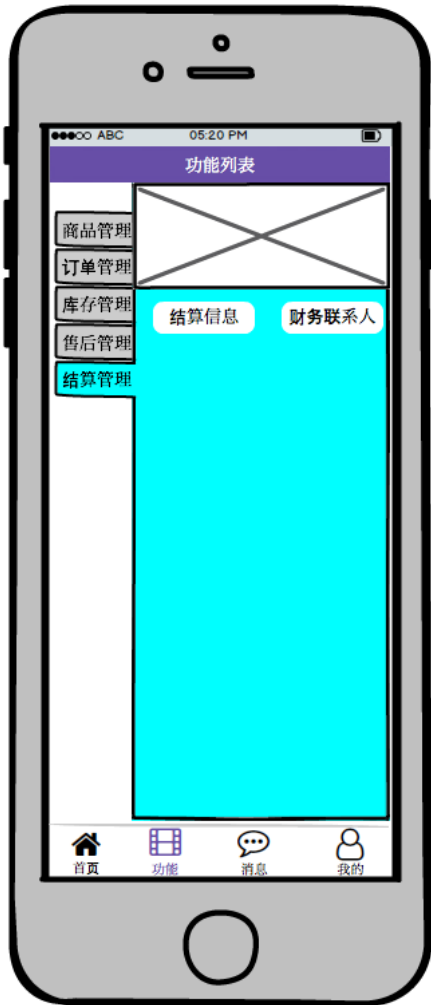 ABC 05:20 PM
功能列表
商品管理
订单管理
库存管理
售后管理
结算管理
结算信息 财务联系人
首页 功能 消息 我的